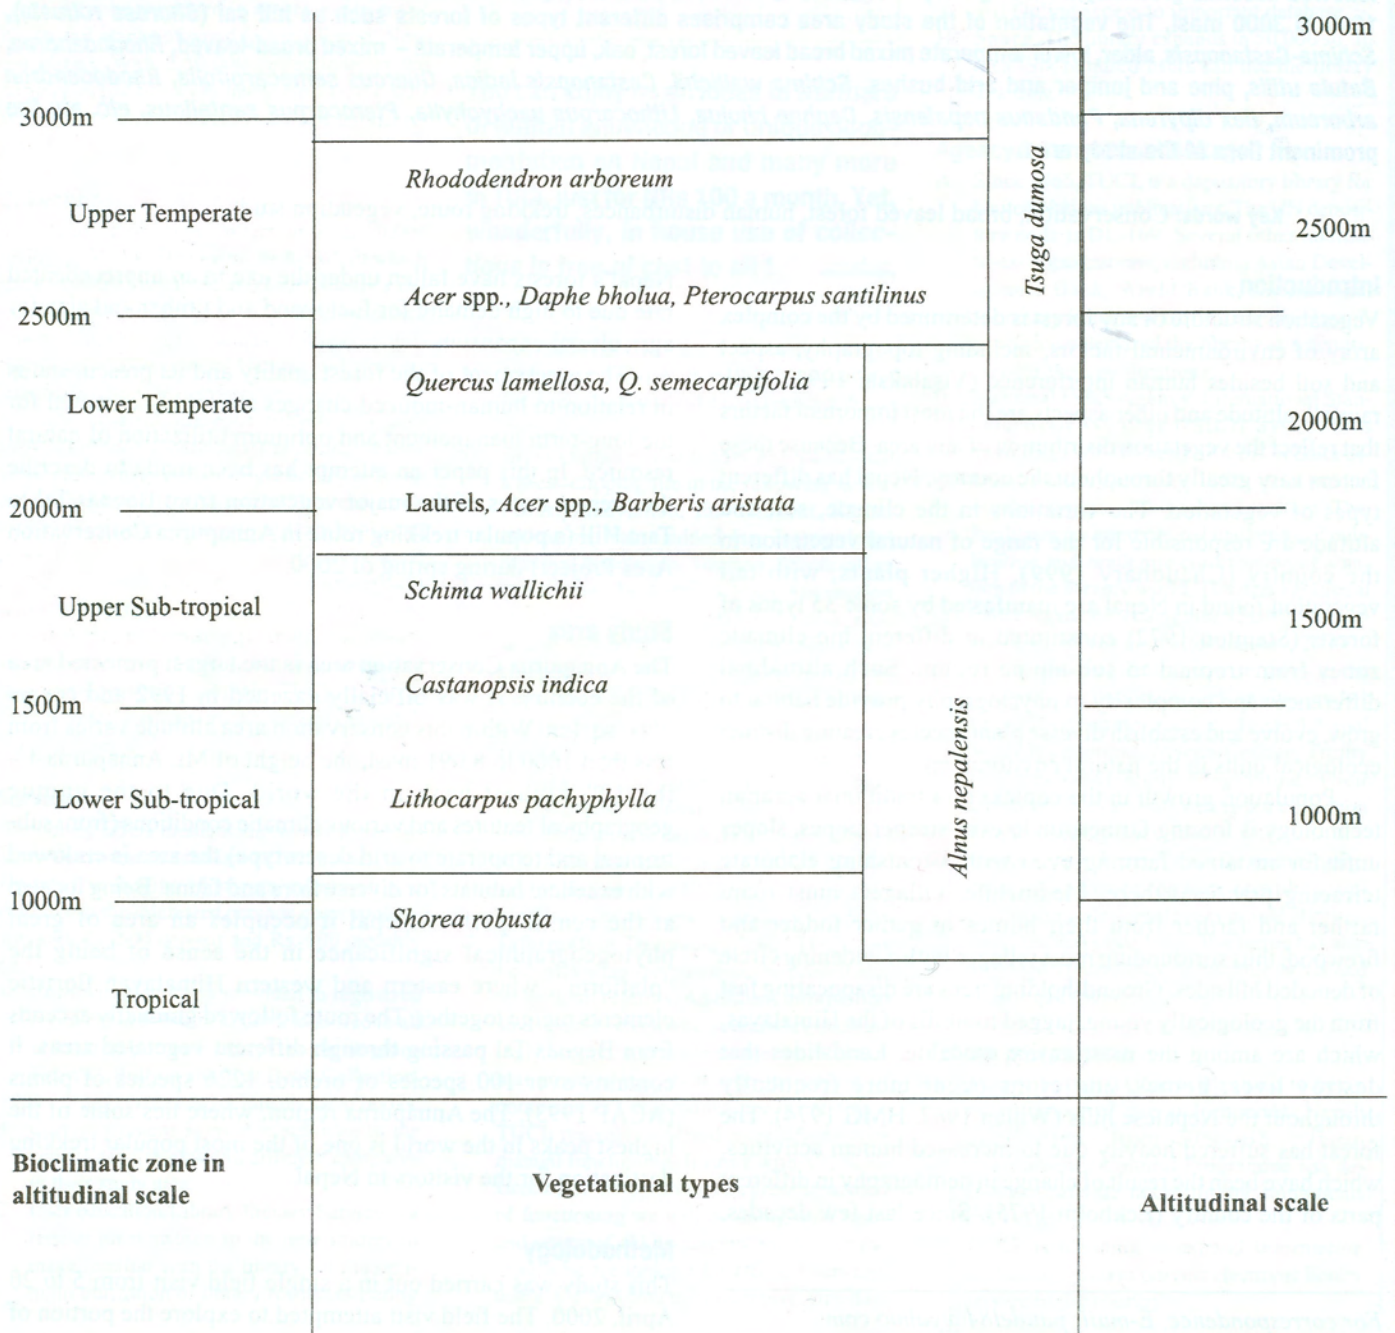 3000m
3000m
Upper Temperate
Rhododendron arboreum
Tsuga dumosa
2500m
Acer spp., Daphe bholua, Pterocarpus santilinus
2500m
Quercus lamellosa, Q. semecarpifolia
Lower Temperate
2000m
Laurels, Acer spp., Barberis aristata
2000m
Schima wallichii
Upper Sub-tropical
1500m
Castanopsis indica
1500m
Alnus nepalensis
Lower Sub-tropical
Lithocarpus pachyphylla
1000m
1000m
Shorea robusta
Tropical
Bioclimatic zone in
altitudinal scale
Vegetational types
Altitudinal scale